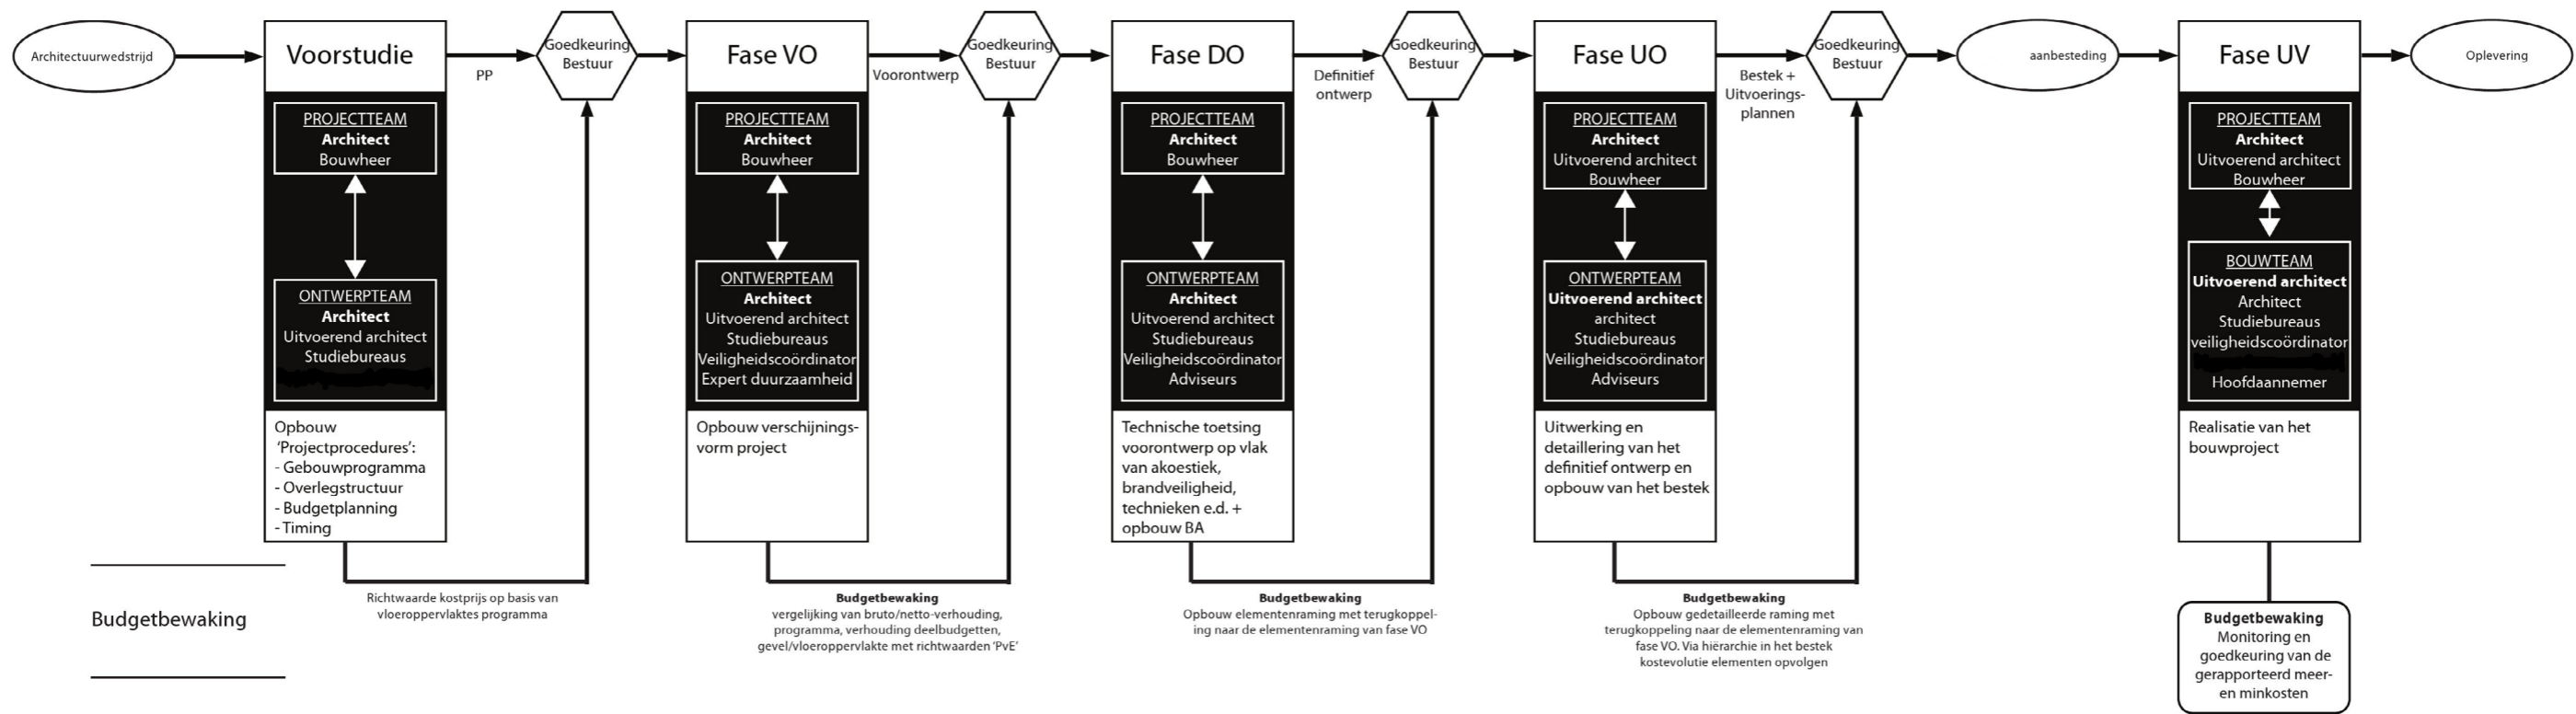 Architectuurwedstrijd
Voorstudie
PP
Goedkeuring
Bestuur
Fase VO
Voorontwerp
Goedkeuring
Bestuur
Fase DO
Definitief
ontwerp
Goedkeuring
Bestuur
Fase UO
Bestek +
Uitvoerings-
plannen
Goedkeuring
Bestuur
aanbesteding
Fase UV
Oplevering
PROJECTTEAM
Architect
Bouwheer
ONTWERPTEAM
Architect
Uitvoerend architect
Studiebureaus
Opbouw
'Projectprocedures':
- Gebouwprogramma
- Overlegstructuur
- Budgetplanning
- Timing
PROJECTTEAM
Architect
Bouwheer
ONTWERPTEAM
Architect
Uitvoerend architect
Studiebureaus
Veiligheidscoördinator
Expert duurzaamheid
Opbouw verschijnings-
vorm project
PROJECTTEAM
Architect
Bouwheer
ONTWERPTEAM
Architect
Uitvoerend architect
Studiebureaus
Veiligheidscoördinator
Adviseurs
Technische toetsing
voorontwerp op vlak
van akoestiek,
brandveiligheid,
technieken e.d. +
opbouw BA
PROJECTTEAM
Architect
Uitvoerend architect
Bouwheer
ONTWERPTEAM
Uitvoerend architect
architect
Studiebureaus
Veiligheidscoördinator
Adviseurs
Uitwerking en
detaillering van het
definitief ontwerp en
opbouw van het bestek
PROJECTTEAM
Architect
Uitvoerend architect
Bouwheer
BOUWTEAM
Uitvoerend architect
Architect
Studiebureaus
veiligheidscoördinator
Hoofdaannemer
Realisatie van het
bouwproject
Budgetbewaking
Richtwaarde kostprijs op basis van
vloeroppervlaktes programma
Budgetbewaking
vergelijking van bruto/netto-verhouding,
programma, verhouding deelbudgetten,
gevel/vloeroppervlakte met richtwaarden 'PvE'
Budgetbewaking
Opbouw elementenraming met terugkoppel-
ing naar de elementenraming van fase VO
Budgetbewaking
Opbouw gedetailleerde raming met
terugkoppeling naar de elementenraming van
fase VO. Via hiërarchie in het bestek
kostevolutie elementen opvolgen
Budgetbewaking
Monitoring en
goedkeuring van de
gerapporteerd meer-
en minkosten